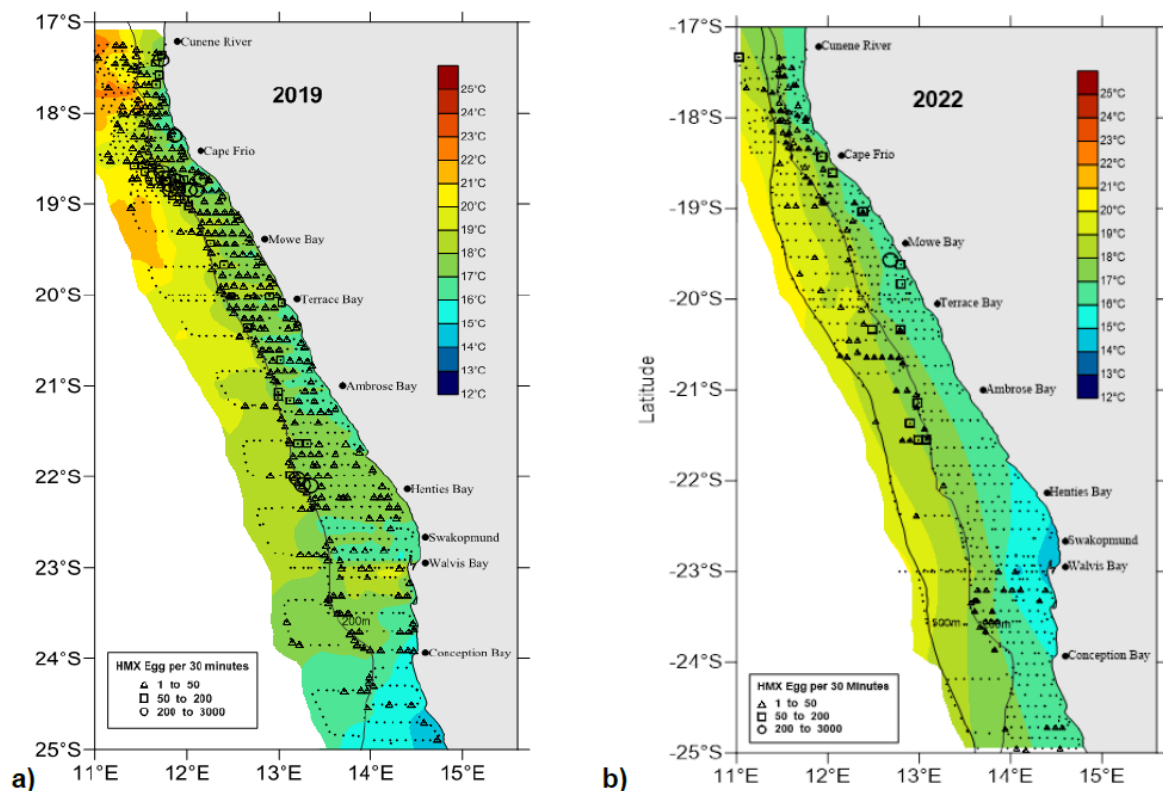 17°S
18°S
19°S
20°S
21°S
22°S
23°S
24°S
25°S
11°E
12°E
13°E
14°E
15°E
2019
Cunene River
Cape Frio
Mowe Bay
Terrace Bay
Ambrose Bay
Henties Bay
Swakopmund
Walvis Bay
Conception Bay
200m
25°C
24°C
23°C
22°C
21°C
20°C
19°C
18°C
17°C
16°C
15°C
14°C
13°C
12°C
HMX Egg per 30 minutes
1 to 50
50 to 200
200 to 3000
a)
-17°S
-18°S
-19°S
-20°S
-21°S
-22°S
-23°S
-24°S
-25°S
Latitude
11°E
12°E
13°E
14°E
15°E
2022
Cunene River
Cape Frio
Mowe Bay
Terrace Bay
Ambrose Bay
Henties Bay
Swakopmund
Walvis Bay
Conception Bay
25°C
24°C
23°C
22°C
21°C
20°C
19°C
18°C
17°C
16°C
15°C
14°C
13°C
12°C
HMX Egg per 30 Minutes
1 to 50
50 to 200
200 to 3000
b)